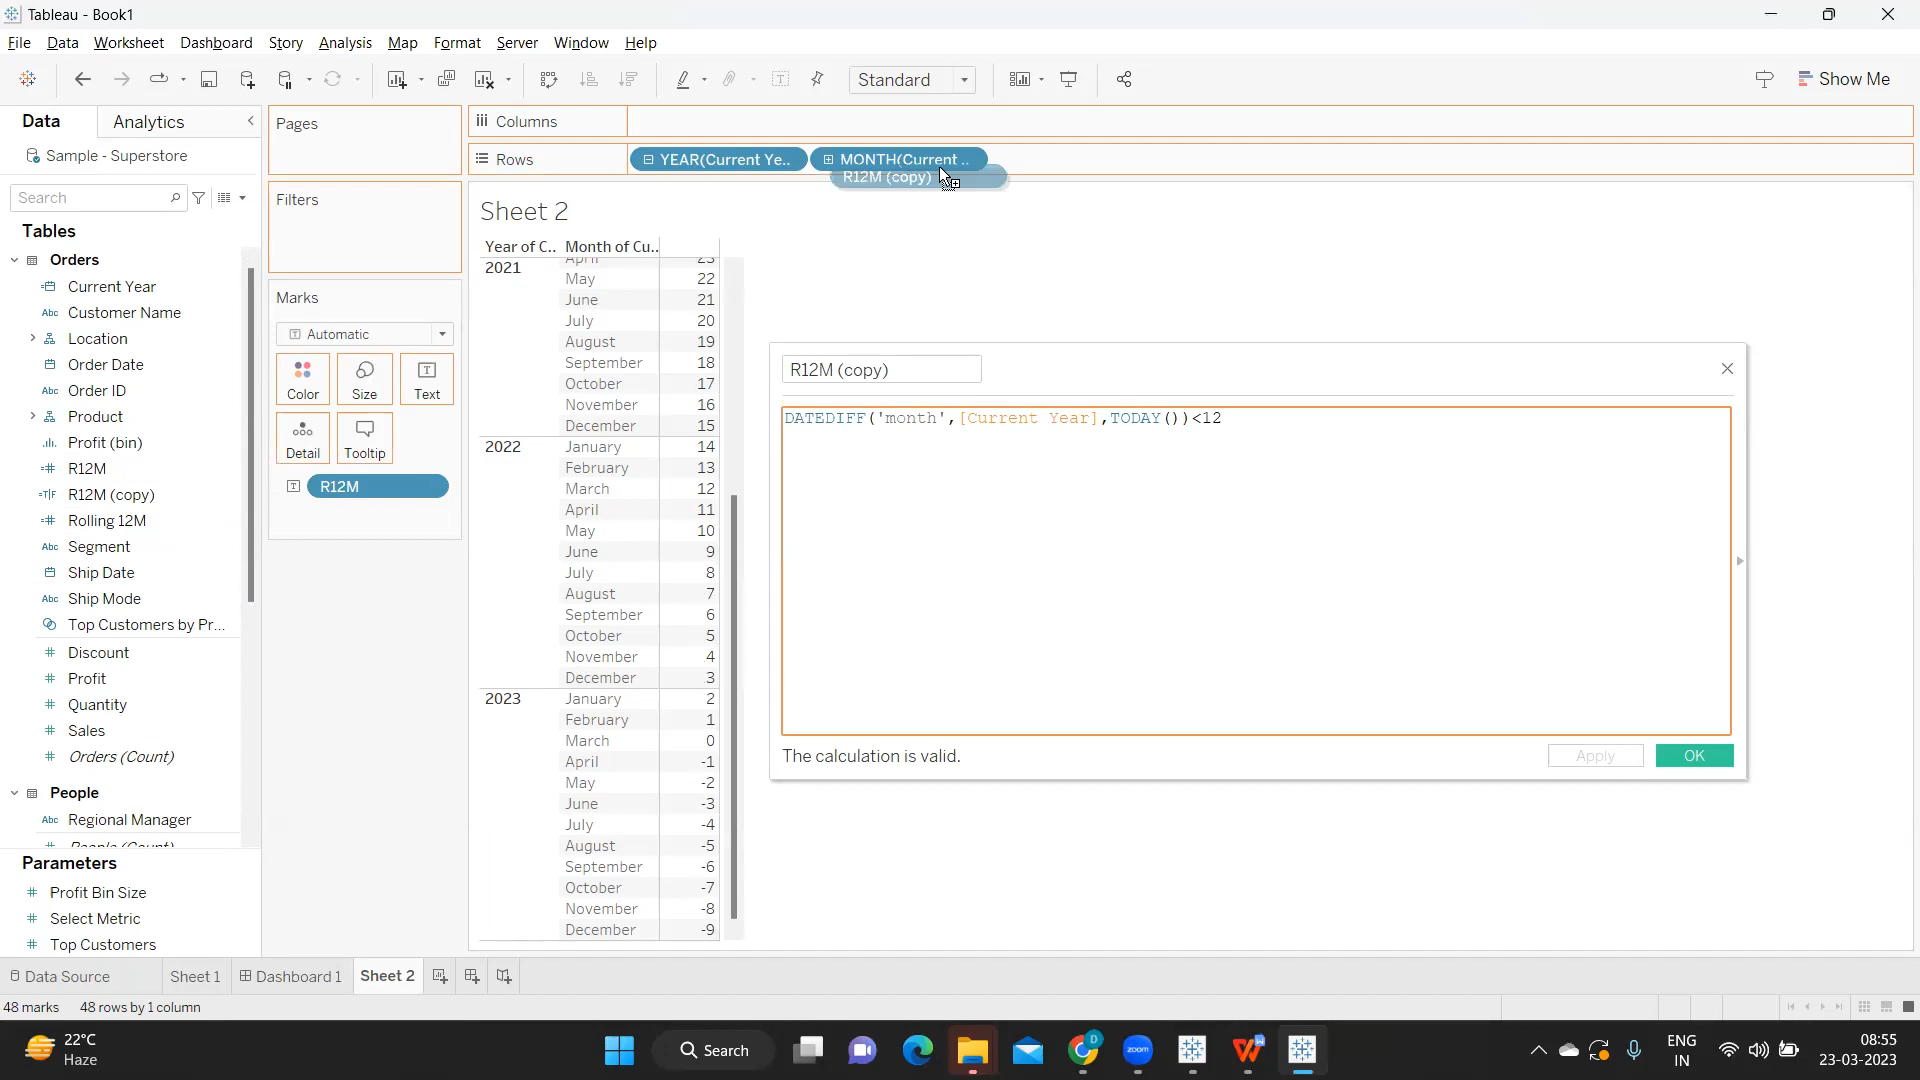 Tableau - Book1
File Data Worksheet Dashboard Story Analysis Map Format Server Window Help
Standard
Show Me
Data Analytics
Sample - Superstore
Search
Tables
Orders
Current Year
Abc Customer Name
Location
Order Date
Abc Order ID
Product
Profit (bin)
R12M
T|F R12M (copy)
Rolling 12M
Abc Segment
Ship Date
Abc Ship Mode
Top Customers by Pr...
Discount
Profit
Quantity
Sales
Orders (Count)
People
Abc Regional Manager
People (Count)
Parameters
Profit Bin Size
Select Metric
Top Customers
Pages
Filters
Marks
Automatic
Color Size Text
Detail Tooltip
R12M
Columns
Rows YEAR(Current Ye.. MONTH(Current ..
R12M (copy)
Sheet 2
Year of C.. Month of Cu..
April 23
2021
May 22
June 21
July 20
August 19
September 18
October 17
November 16
December 15
2022 January 14
February 13
March 12
April 11
May 10
June 9
July 8
August 7
September 6
October 5
November 4
December 3
2023 January 2
February 1
March 0
April -1
May -2
June -3
July -4
August -5
September -6
October -7
November -8
December -9
R12M (copy)
DATEDIFF('month',[Current Year],TODAY())<12
The calculation is valid.
Apply OK
Data Source Sheet 1 Dashboard 1 Sheet 2
48 marks 48 rows by 1 column
22°C
Haze
Search
D
zoom
ENG
IN
08:55
23-03-2023